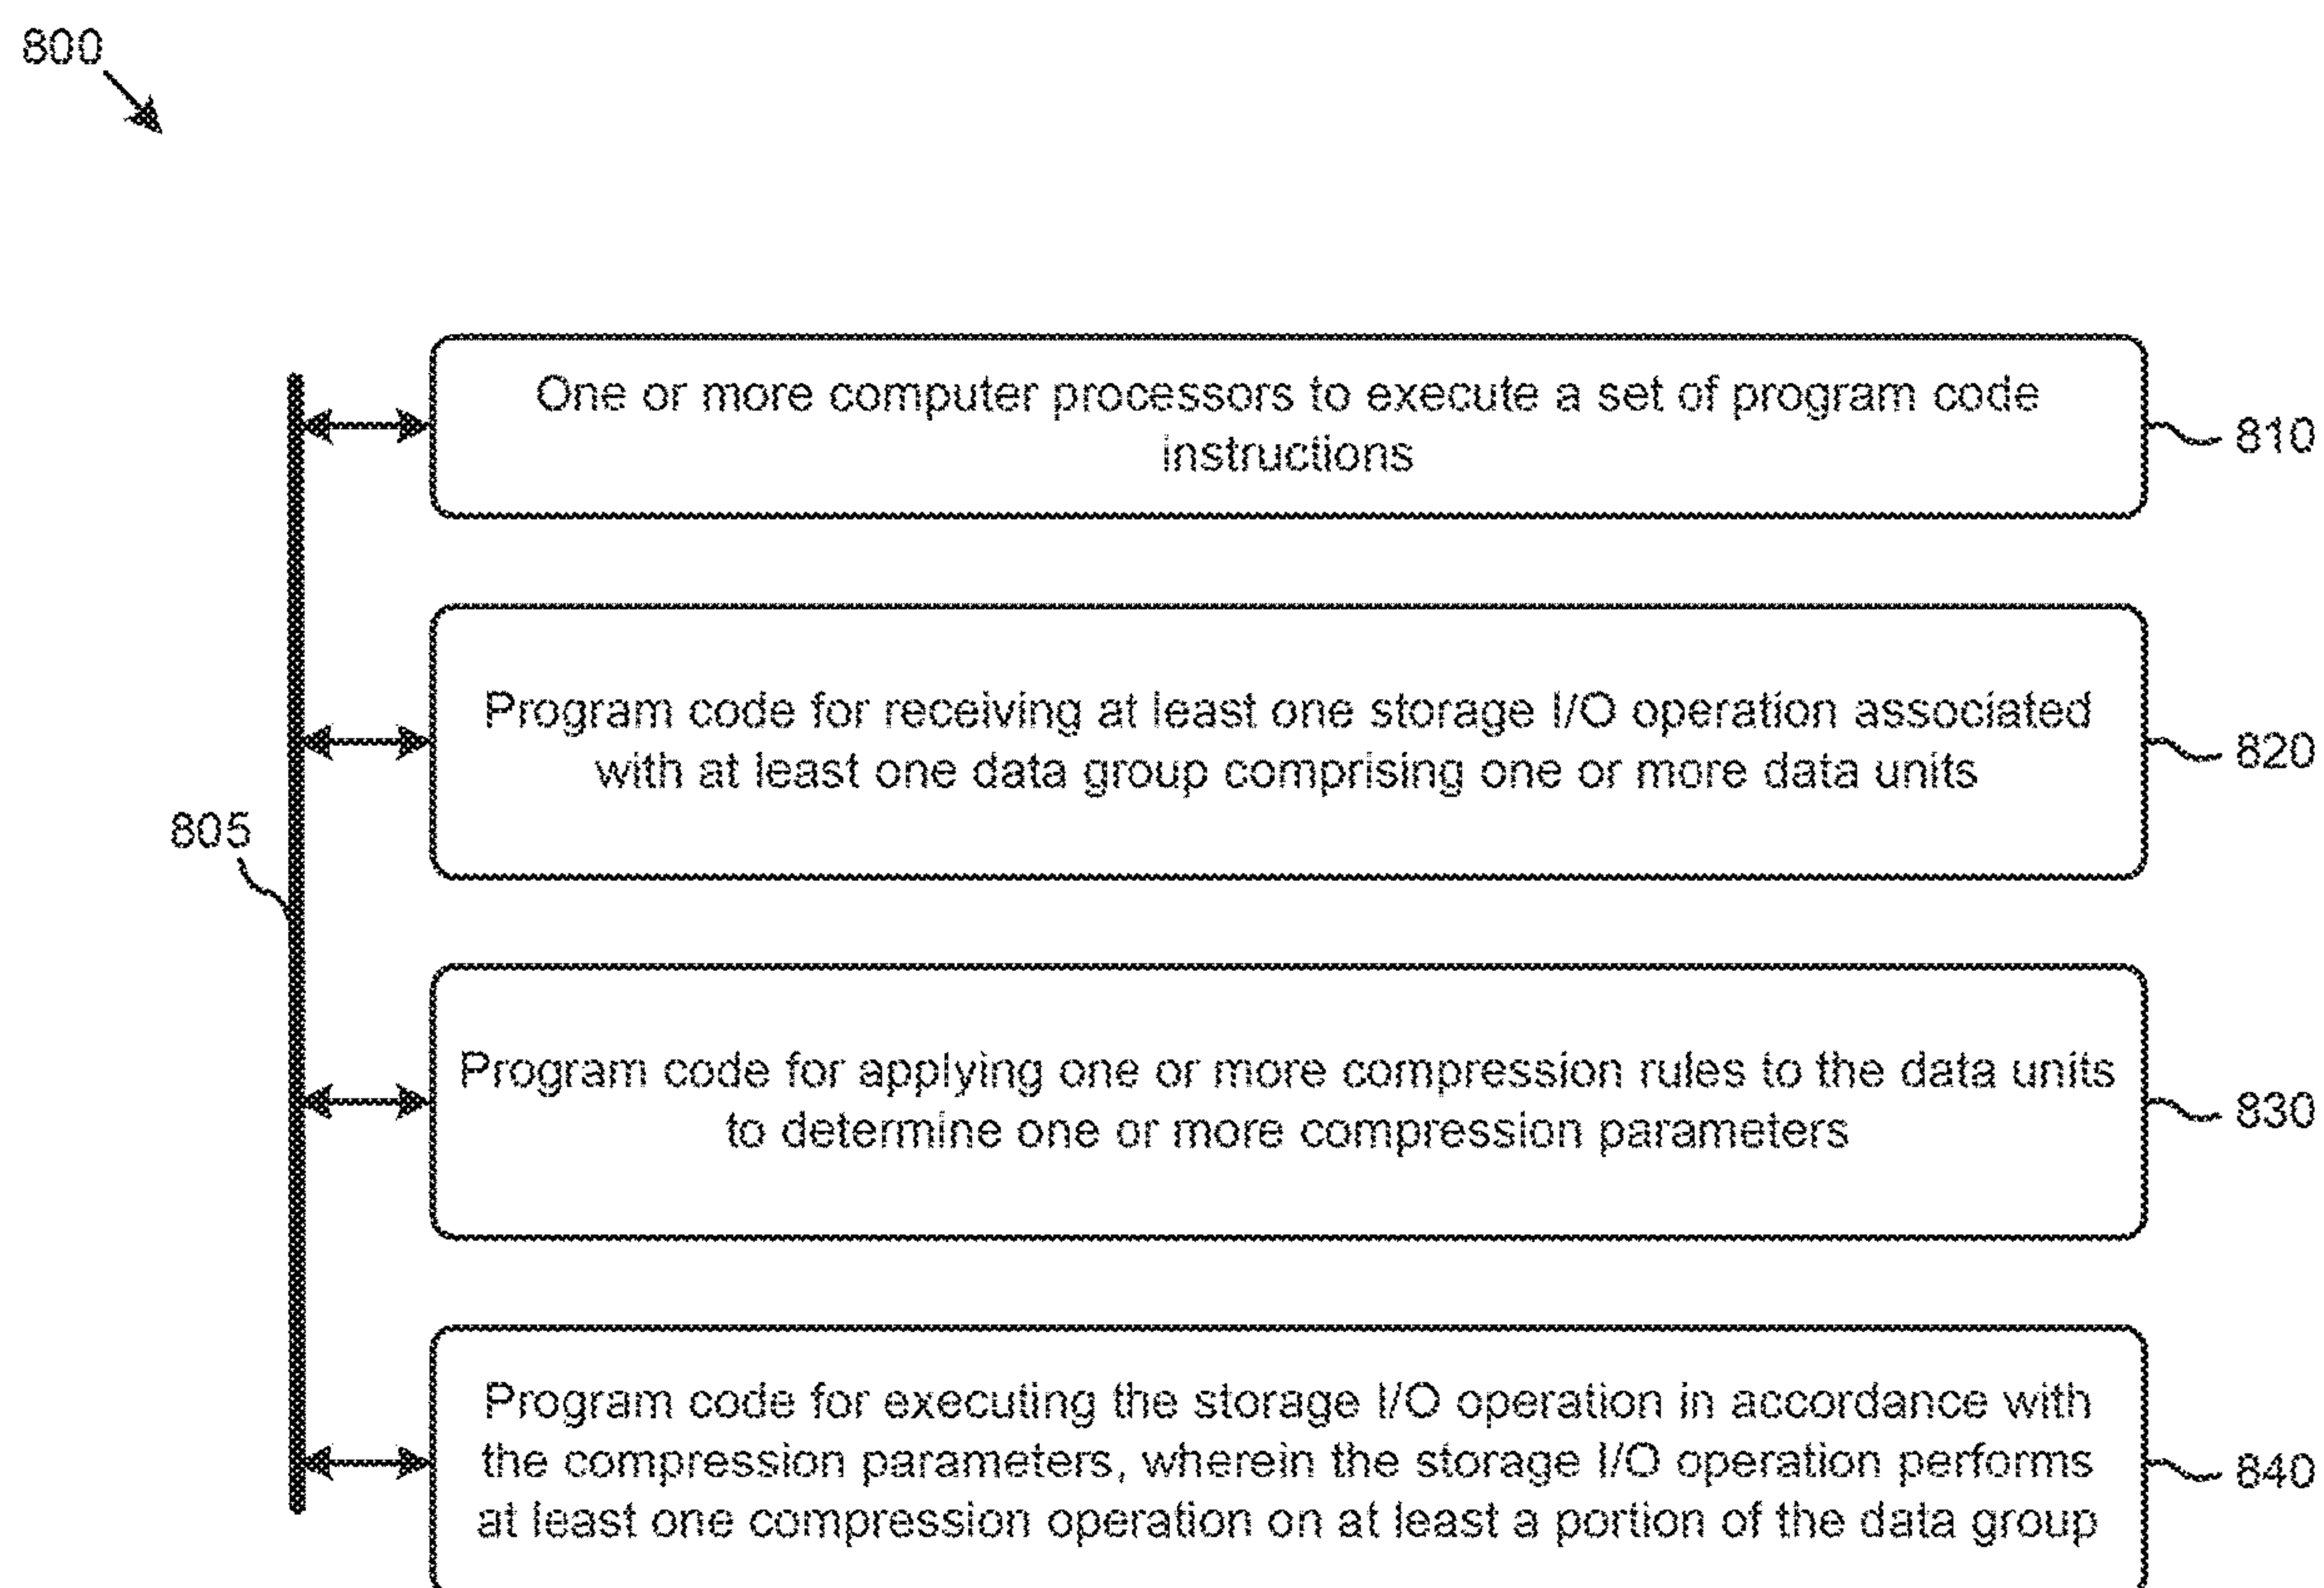 800
One or more computer processors to execute a set of program code
instructions
810
Program code for receiving at least one storage I/O operation associated
with at least one data group comprising one or more data units
820
805
Program code for applying one or more compression rules to the data units
to determine one or more compression parameters
830
Program code for executing the storage I/O operation in accordance with
the compression parameters, wherein the storage I/O operation performs
at least one compression operation on at least a portion of the data group
840